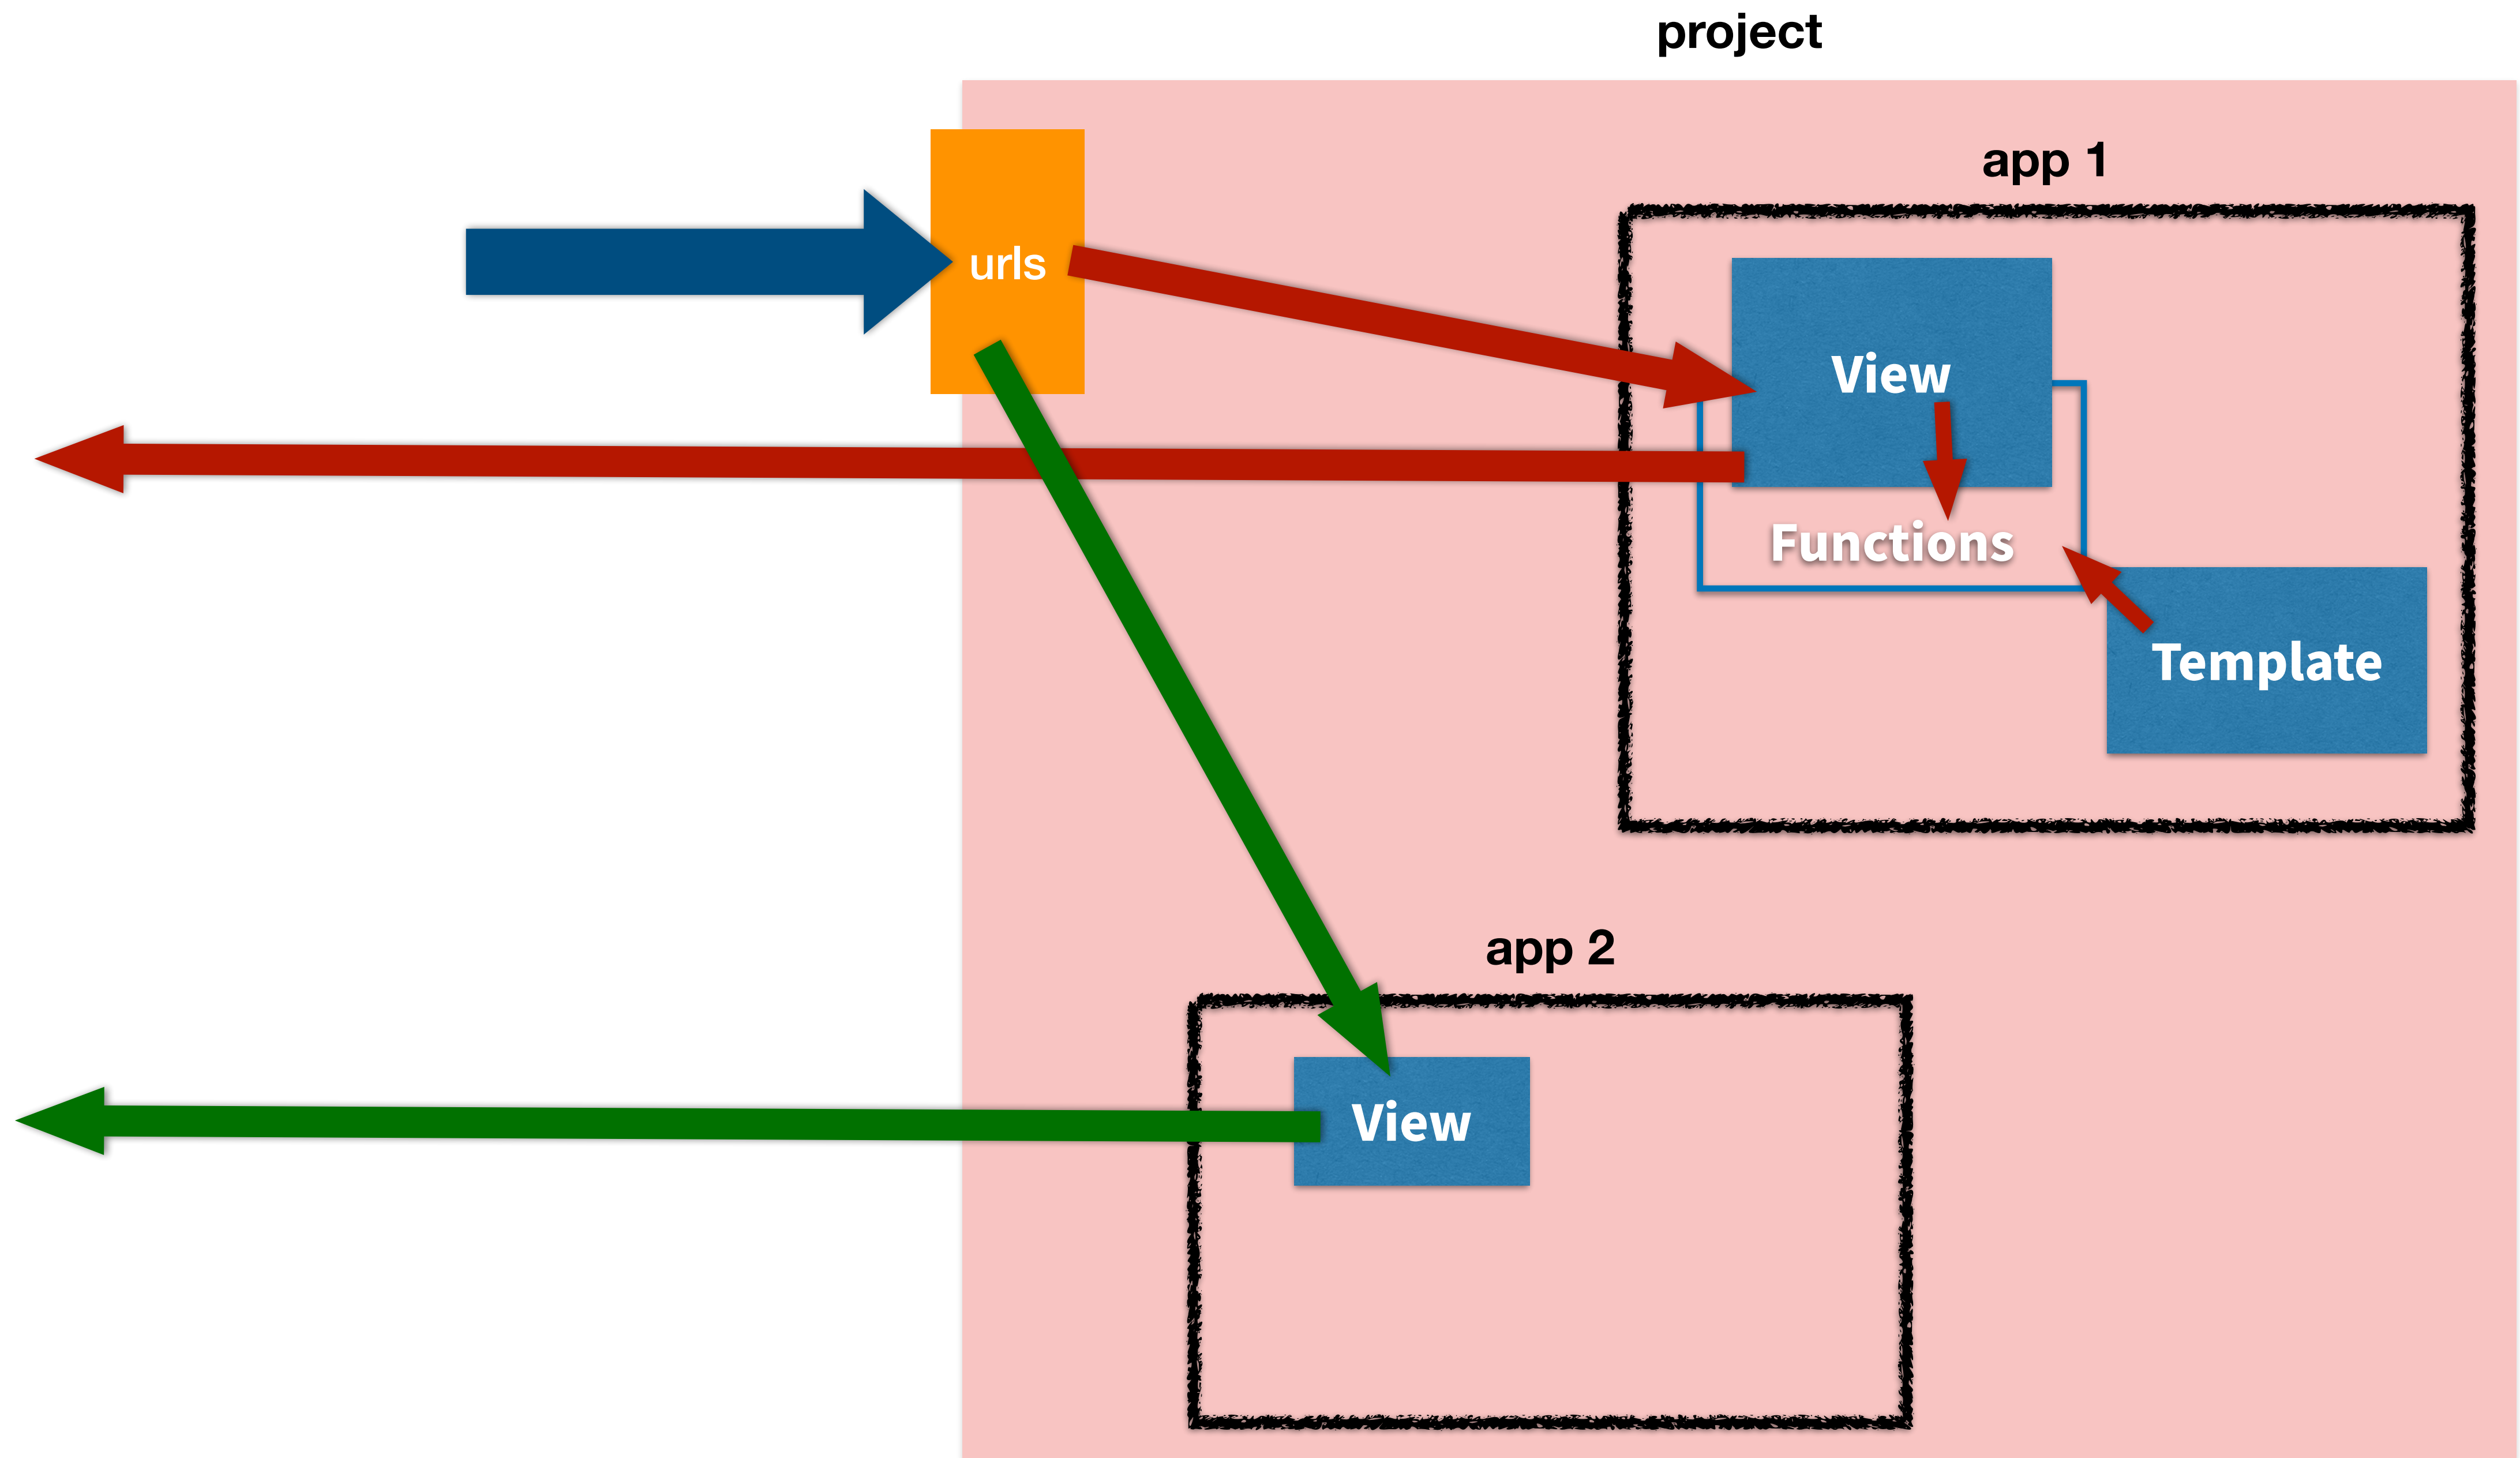 project
app 1
urls
View
Functions
Template
app 2
View